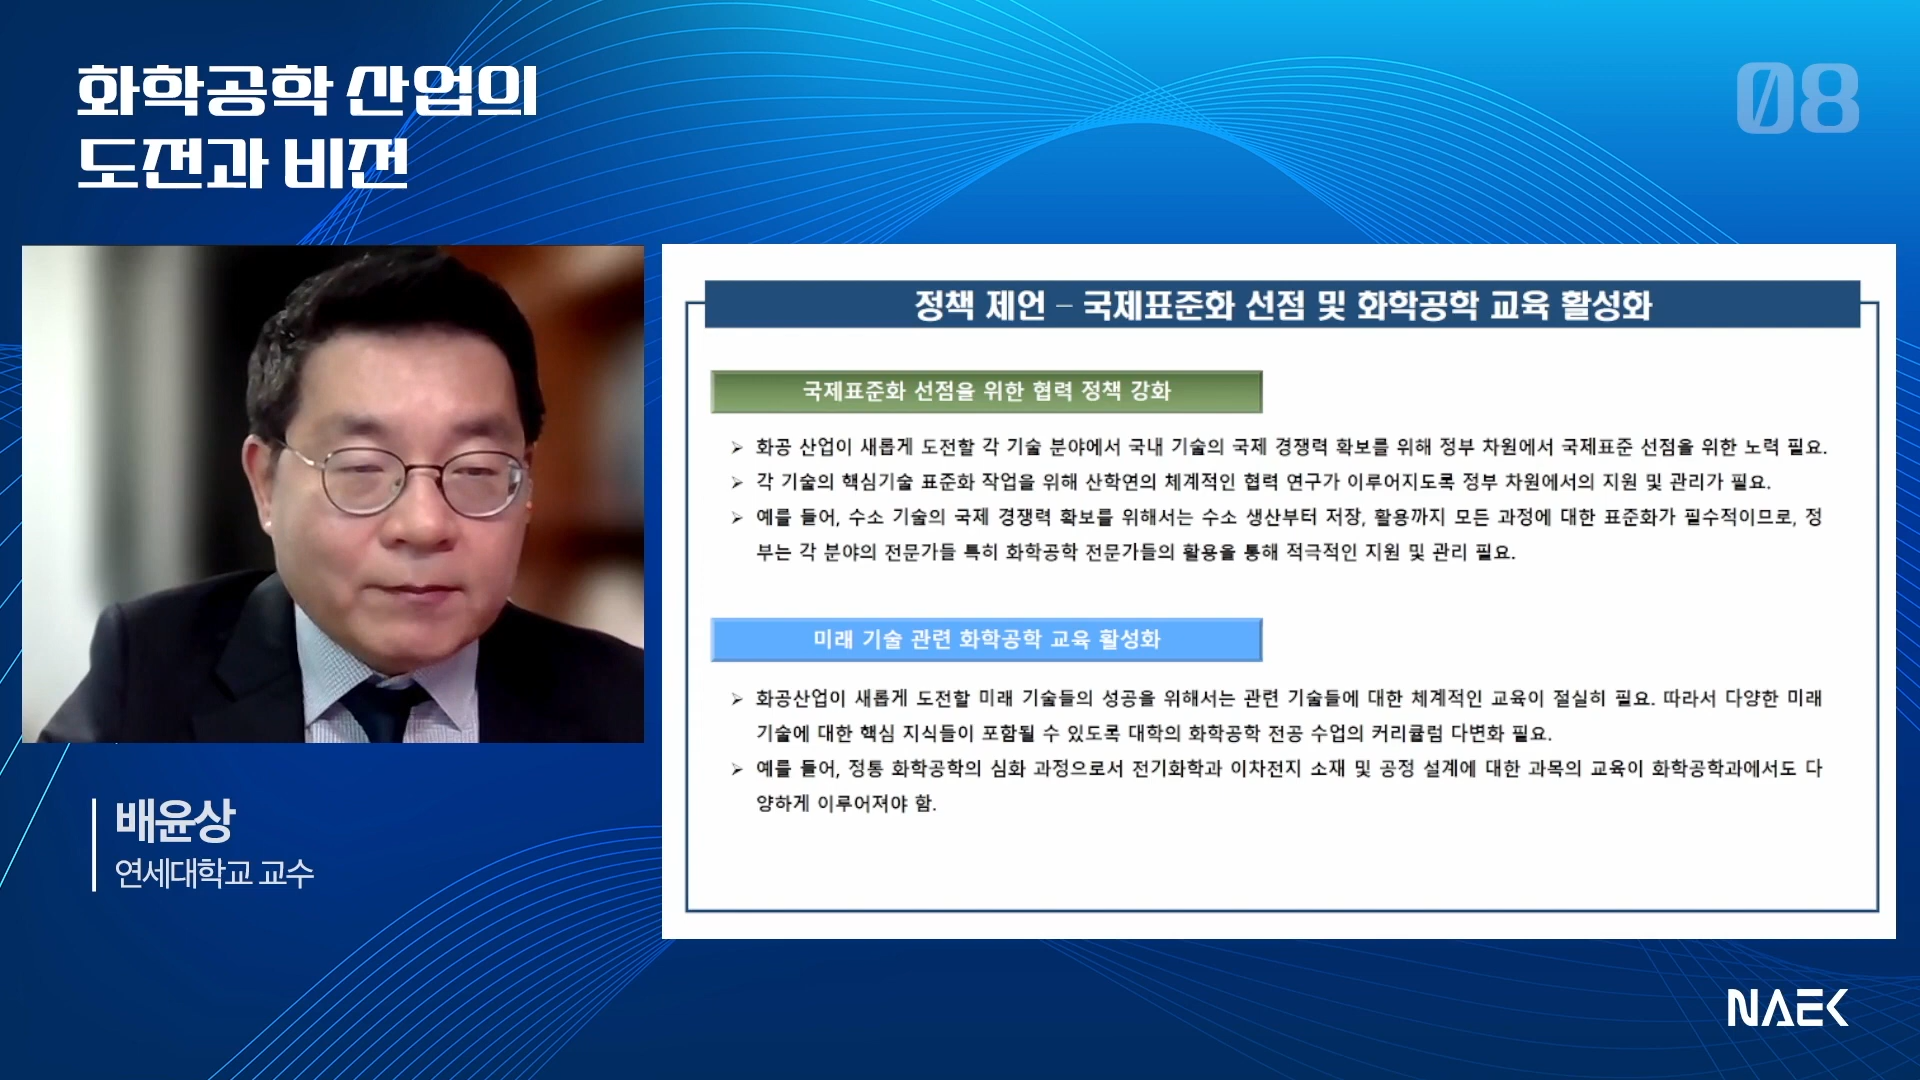 화학공학 산업의
도전과 비전
08
정책 제언 – 국제표준화 선점 및 화학공학 교육 활성화
국제표준화 선점을 위한 협력 정책 강화
➢ 화공 산업이 새롭게 도전할 각 기술 분야에서 국내 기술의 국제 경쟁력 확보를 위해 정부 차원에서 국제표준 선점을 위한 노력 필요.
➢ 각 기술의 핵심기술 표준화 작업을 위해 산학연의 체계적인 협력 연구가 이루어지도록 정부 차원에서의 지원 및 관리가 필요.
➢ 예를 들어, 수소 기술의 국제 경쟁력 확보를 위해서는 수소 생산부터 저장, 활용까지 모든 과정에 대한 표준화가 필수적이므로, 정
부는 각 분야의 전문가들 특히 화학공학 전문가들의 활용을 통해 적극적인 지원 및 관리 필요.
미래 기술 관련 화학공학 교육 활성화
➢ 화공산업이 새롭게 도전할 미래 기술들의 성공을 위해서는 관련 기술들에 대한 체계적인 교육이 절실히 필요. 따라서 다양한 미래
기술에 대한 핵심 지식들이 포함될 수 있도록 대학의 화학공학 전공 수업의 커리큘럼 다변화 필요.
➢ 예를 들어, 정통 화학공학의 심화 과정으로서 전기화학과 이차전지 소재 및 공정 설계에 대한 과목의 교육이 화학공학과에서도 다
양하게 이루어져야 함.
배윤상
연세대학교 교수
NAEK